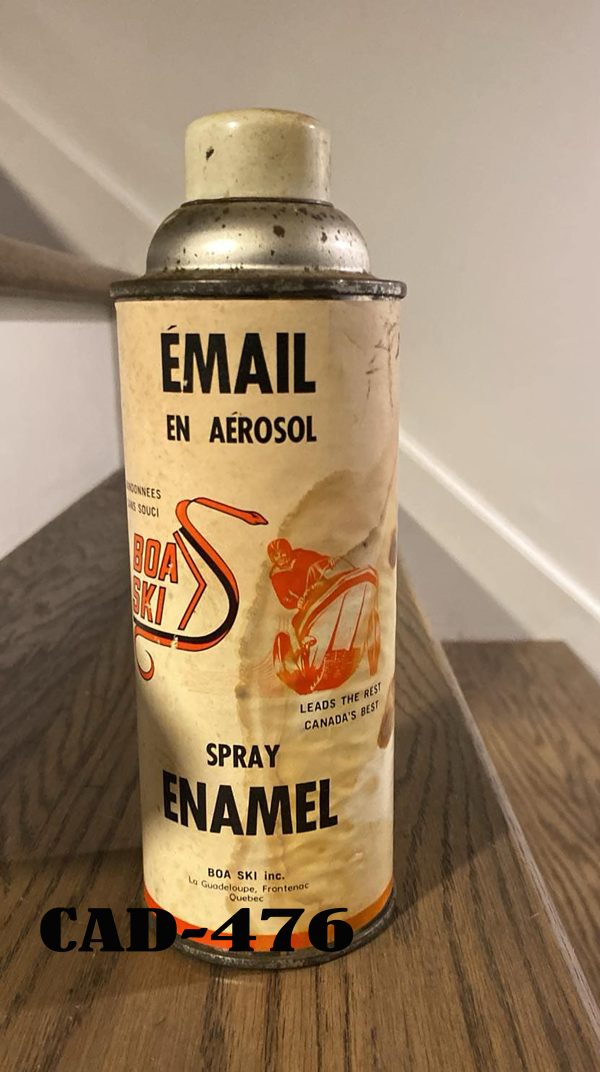 ÉMAIL
EN AÉROSOL
SOUCI
BOA
SKI
LEADS THE REST
CANADA'S BEST
SPRAY
ENAMEL
BOA SKI inc.
La Guadeloupe, Frontenac
Quebec
CAD-476